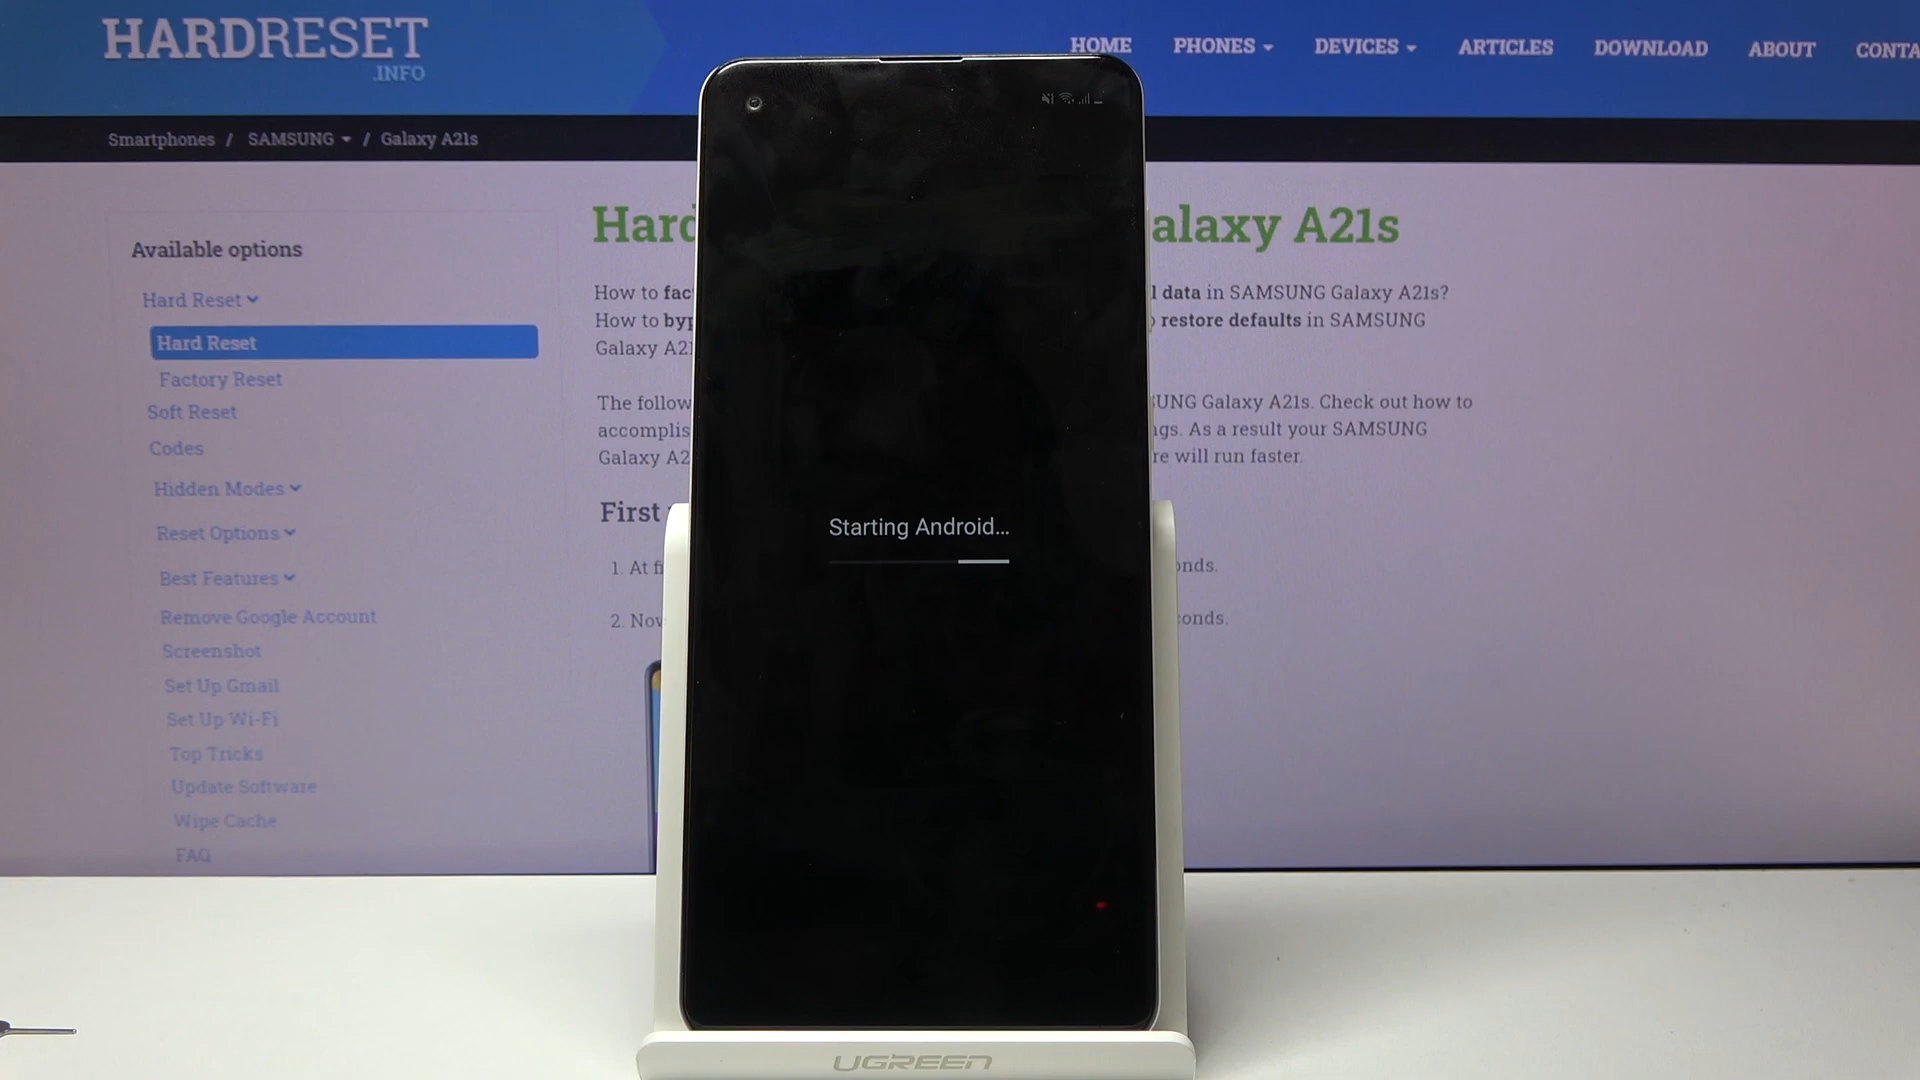 HARDRESET
.INFO
HOME PHONES DEVICES ARTICLES DOWNLOAD ABOUT CONTA
Smartphones / SAMSUNG / Galaxy A21s
Available options
Hard Reset
Hard Reset
Factory Reset
Soft Reset
Codes
Hidden Modes
Reset Options
Best Features
Remove Google Account
Screenshot
Set Up Gmail
Set Up Wi-Fi
Top Tricks
Update Software
Wipe Cache
FAQ
Hard alaxy A21s
How to fac l data in SAMSUNG Galaxy A21s?
How to byp restore defaults in SAMSUNG
Galaxy A21
The follow SUNG Galaxy A21s. Check out how to
accomplis ngs. As a result your SAMSUNG
Galaxy A2 re will run faster.
First
1. At fi onds.
2. Now conds.
Starting Android...
UGREEN